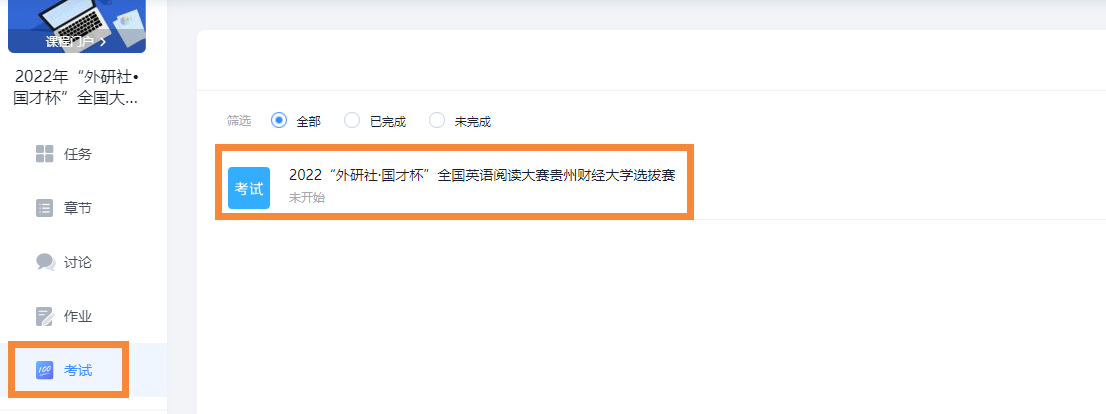 课程门户 >
2022年“外研社•
国才杯”全国大...
任务
章节
讨论
作业
100 考试
筛选 全部 已完成 未完成
考试
2022“外研社·国才杯”全国英语阅读大赛贵州财经大学选拔赛
未开始